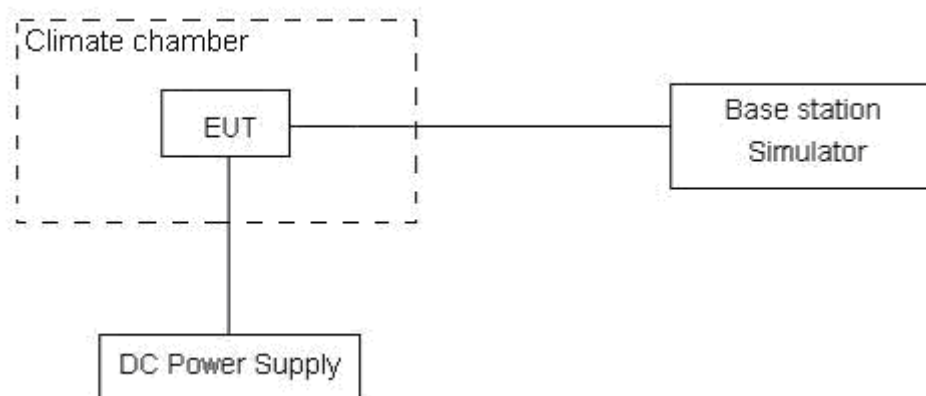 Climate chamber
EUT
Base station
Simulator
DC Power Supply